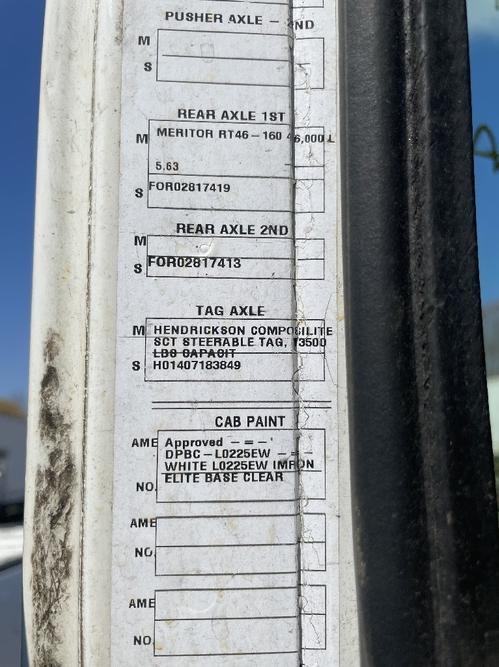 PUSHER AXLE – 2ND
M
S
REAR AXLE 1ST
M MERITOR RT46 – 160 46,000 L
5.63
S FOR02817419
REAR AXLE 2ND
M
S FOR02817413
TAG AXLE
M HENDRICKSON COMPOSILITE
SCT STEERABLE TAG, 13500
LBS CAPACIT
S H01407183849
CAB PAINT
AME Approved – = –
DPBC – L0225EW – = –
WHITE L0225EW IMRON
NO. ELITE BASE CLEAR
AME
NO.
AME
NO.